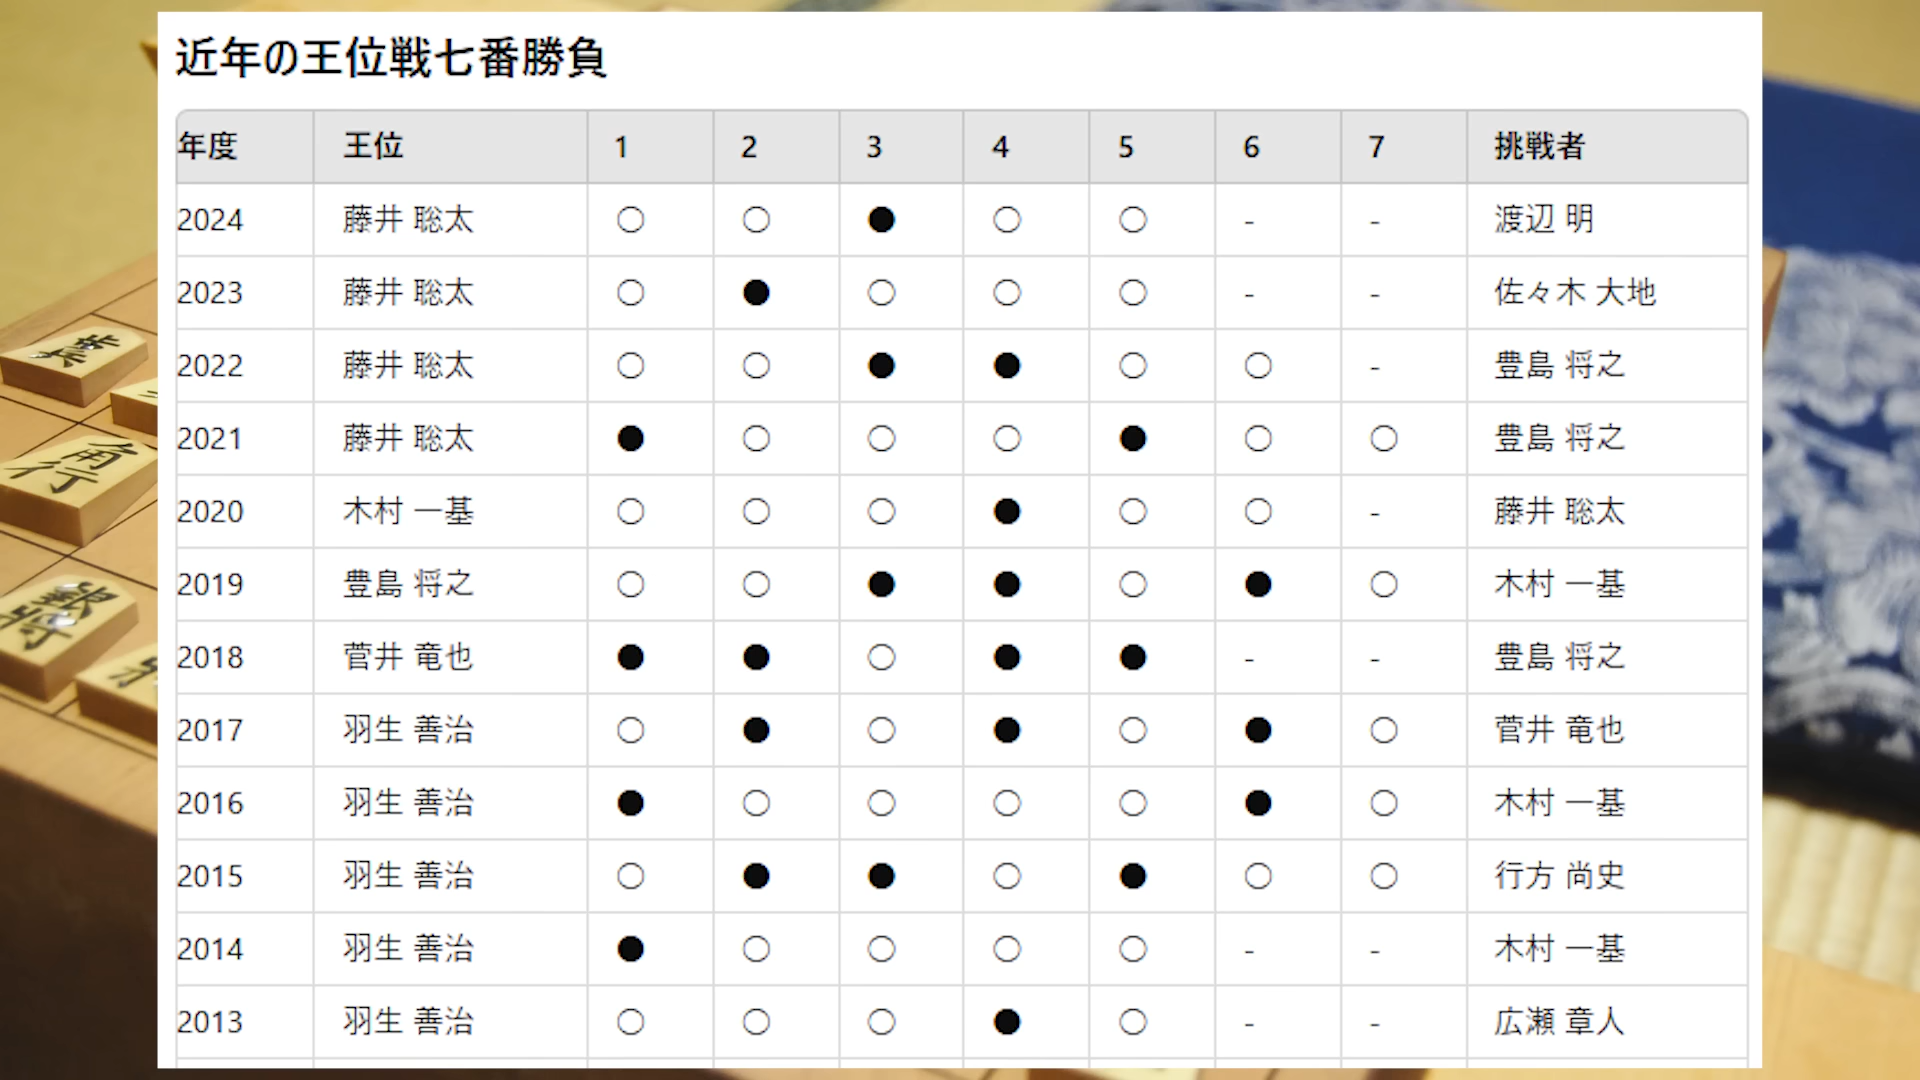 近年の王位戦七番勝負
年度 王位 1 2 3 4 5 6 7 挑戦者
2024 藤井 聡太 ○ ○ ● ○ ○ - - 渡辺 明
2023 藤井 聡太 ○ ● ○ ○ ○ - - 佐々木 大地
2022 藤井 聡太 ○ ○ ● ● ○ ○ - 豊島 将之
2021 藤井 聡太 ● ○ ○ ○ ● ○ ○ 豊島 将之
2020 木村 一基 ○ ○ ○ ● ○ ○ - 藤井 聡太
2019 豊島 将之 ○ ○ ● ● ○ ● ○ 木村 一基
2018 菅井 竜也 ● ● ○ ● ● - - 豊島 将之
2017 羽生 善治 ○ ● ○ ● ○ ● ○ 菅井 竜也
2016 羽生 善治 ● ○ ○ ○ ○ ● ○ 木村 一基
2015 羽生 善治 ○ ● ● ○ ● ○ ○ 行方 尚史
2014 羽生 善治 ● ○ ○ ○ ○ - - 木村 一基
2013 羽生 善治 ○ ○ ○ ● ○ - - 広瀬 章人
歩兵
角行
銀将